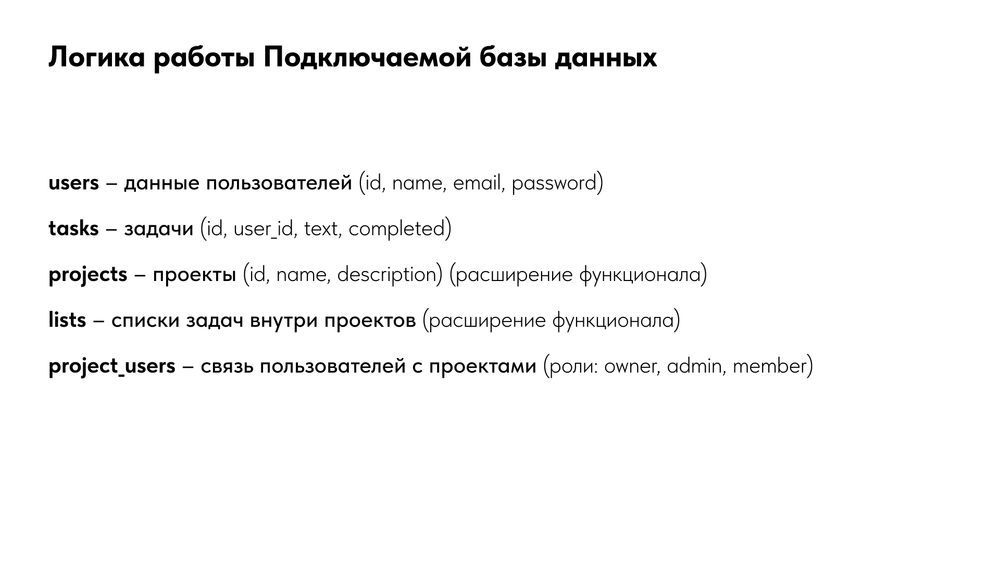 Логика работы Подключаемой базы данных
users – данные пользователей (id, name, email, password)
tasks – задачи (id, user_id, text, completed)
projects – проекты (id, name, description) (расширение функционала)
lists – списки задач внутри проектов (расширение функционала)
project_users – связь пользователей с проектами (роли: owner, admin, member)